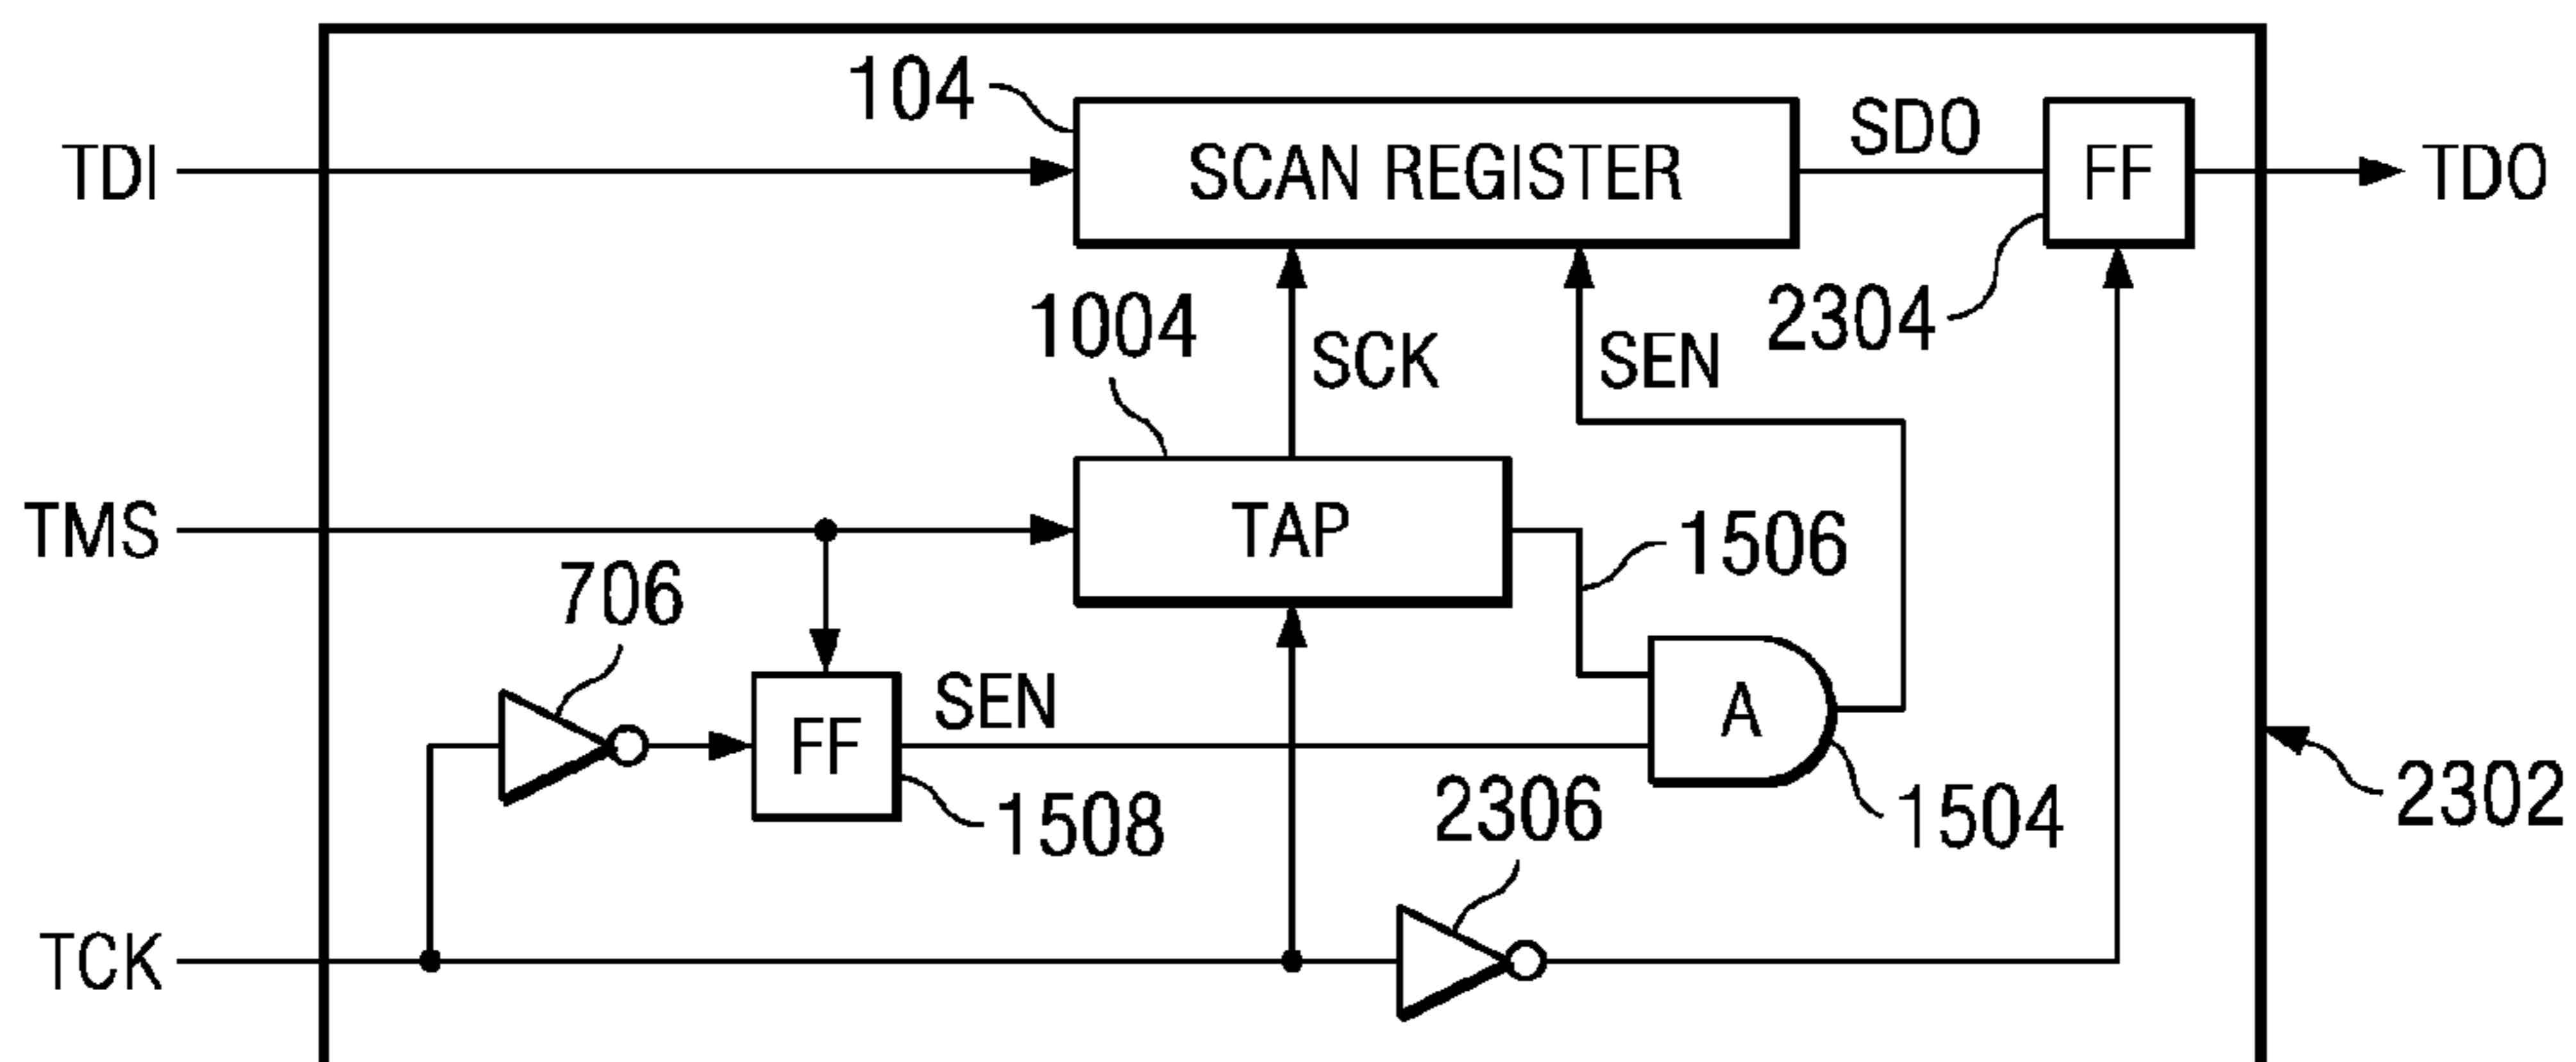 104
SDO
TDI
SCAN REGISTER
FF
TDO
1004
SCK
SEN
2304
TMS
TAP
1506
706
SEN
FF
A
1508
2306
1504
2302
TCK